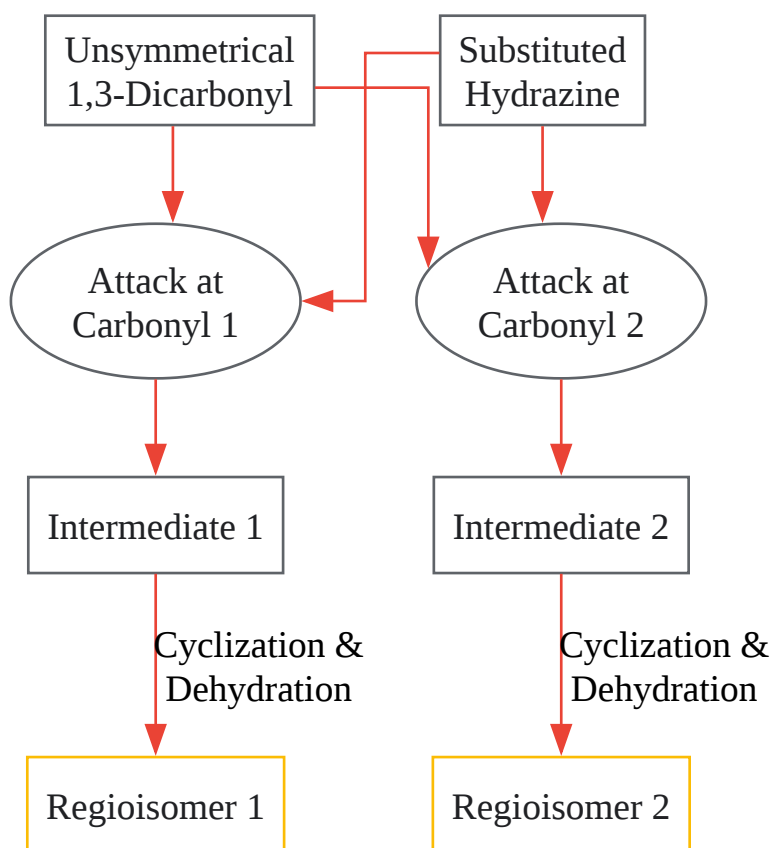 Unsymmetrical
1,3-Dicarbonyl
Substituted
Hydrazine
Attack at
Carbonyl 1
Attack at
Carbonyl 2
Intermediate 1
Intermediate 2
Cyclization &
Dehydration
Cyclization &
Dehydration
Regioisomer 1
Regioisomer 2